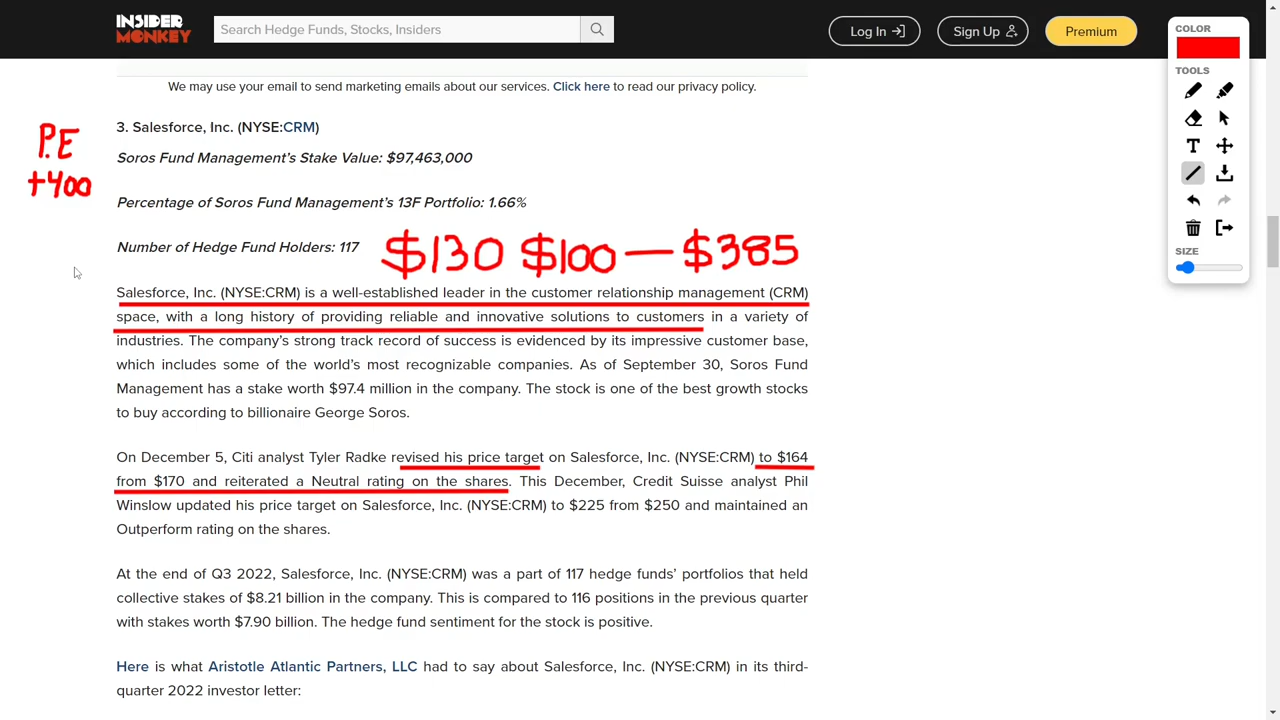 INSIDER
MONKEY
Search Hedge Funds, Stocks, Insiders
Log In
Sign Up
Premium
COLOR
TOOLS
T
SIZE
We may use your email to send marketing emails about our services. Click here to read our privacy policy.
3. Salesforce, Inc. (NYSE:CRM)
P.E
+400
Soros Fund Management's Stake Value: $97,463,000
Percentage of Soros Fund Management's 13F Portfolio: 1.66%
Number of Hedge Fund Holders: 117
$130 $100 — $385
Salesforce, Inc. (NYSE:CRM) is a well-established leader in the customer relationship management (CRM)
space, with a long history of providing reliable and innovative solutions to customers in a variety of
industries. The company's strong track record of success is evidenced by its impressive customer base,
which includes some of the world's most recognizable companies. As of September 30, Soros Fund
Management has a stake worth $97.4 million in the company. The stock is one of the best growth stocks
to buy according to billionaire George Soros.
On December 5, Citi analyst Tyler Radke revised his price target on Salesforce, Inc. (NYSE:CRM) to $164
from $170 and reiterated a Neutral rating on the shares. This December, Credit Suisse analyst Phil
Winslow updated his price target on Salesforce, Inc. (NYSE:CRM) to $225 from $250 and maintained an
Outperform rating on the shares.
At the end of Q3 2022, Salesforce, Inc. (NYSE:CRM) was a part of 117 hedge funds' portfolios that held
collective stakes of $8.21 billion in the company. This is compared to 116 positions in the previous quarter
with stakes worth $7.90 billion. The hedge fund sentiment for the stock is positive.
Here is what Aristotle Atlantic Partners, LLC had to say about Salesforce, Inc. (NYSE:CRM) in its third-
quarter 2022 investor letter: